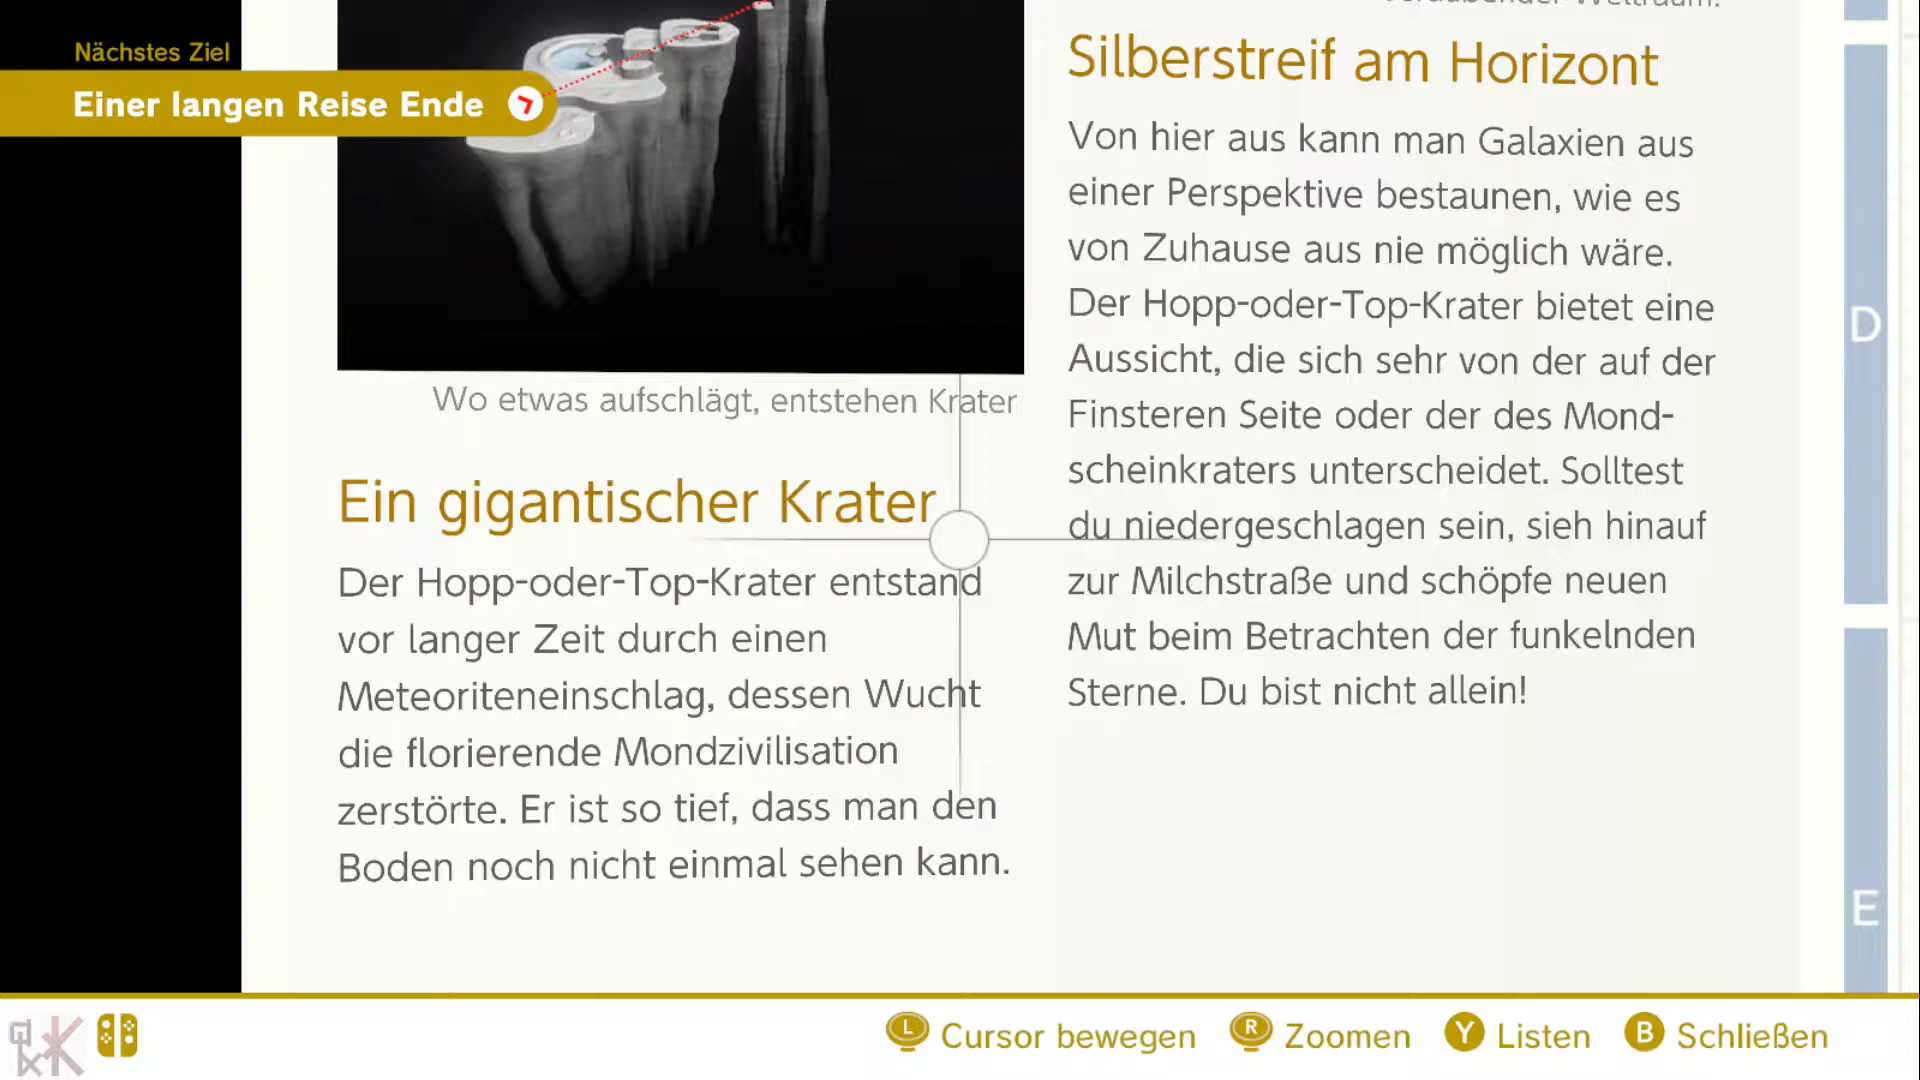 Nächstes Ziel
Einer langen Reise Ende
Wo etwas aufschlägt, entstehen Krater
Ein gigantischer Krater
Der Hopp-oder-Top-Krater entstand
vor langer Zeit durch einen
Meteoriteneinschlag, dessen Wucht
die florierende Mondzivilisation
zerstörte. Er ist so tief, dass man den
Boden noch nicht einmal sehen kann.
Silberstreif am Horizont
Von hier aus kann man Galaxien aus
einer Perspektive bestaunen, wie es
von Zuhause aus nie möglich wäre.
Der Hopp-oder-Top-Krater bietet eine
Aussicht, die sich sehr von der auf der
Finsteren Seite oder der des Mond-
scheinkraters unterscheidet. Solltest
du niedergeschlagen sein, sieh hinauf
zur Milchstraße und schöpfe neuen
Mut beim Betrachten der funkelnden
Sterne. Du bist nicht allein!
D
E
L Cursor bewegen R Zoomen Y Listen B Schließen